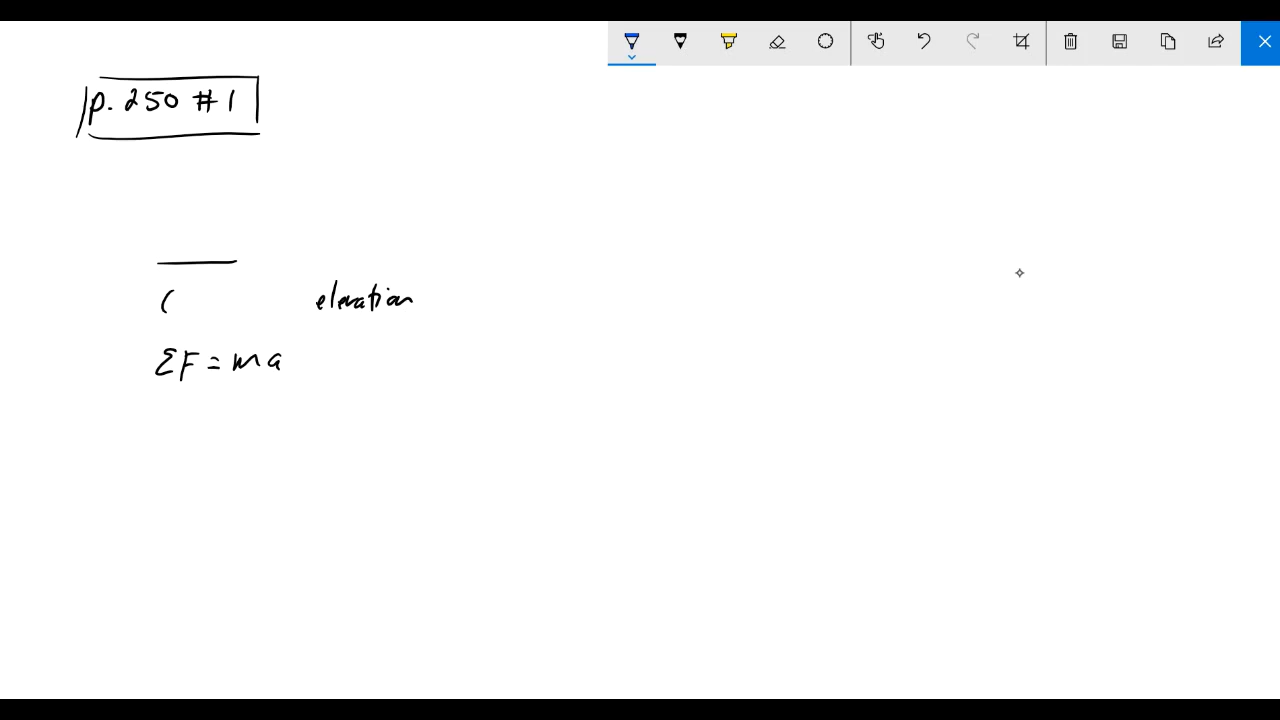 p. 250 #1
(
elevation
ΣF = ma